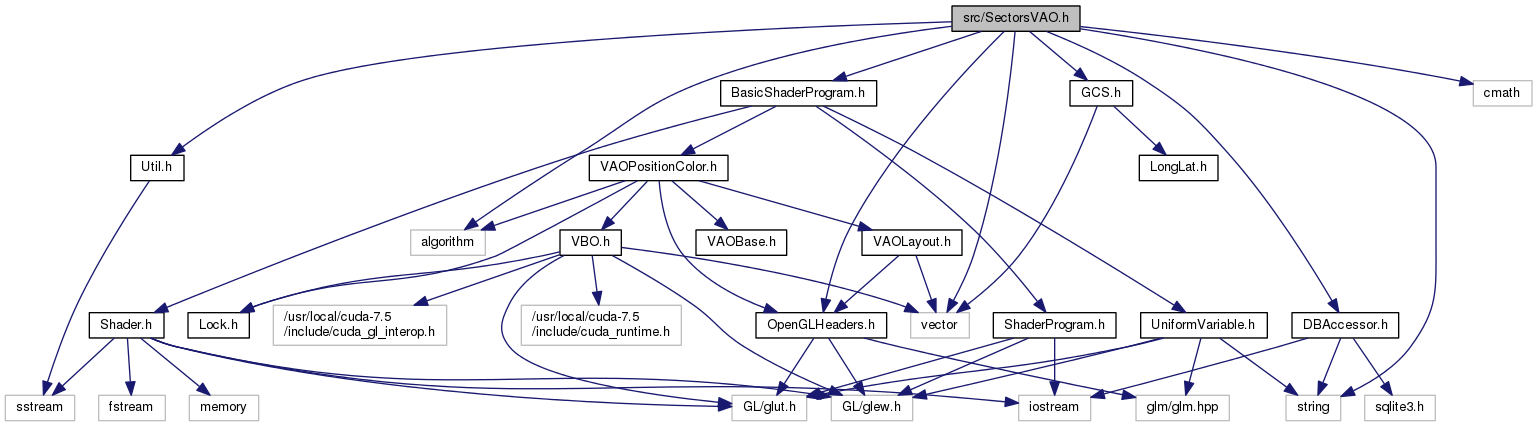 src/SectorsVAO.h
BasicShaderProgram.h
GCS.h
cmath
Util.h
VAOPositionColor.h
LongLat.h
algorithm
VBO.h
VAOBase.h
VAOLayout.h
Shader.h
Lock.h
/usr/local/cuda-7.5
/include/cuda_gl_interop.h
/usr/local/cuda-7.5
/include/cuda_runtime.h
OpenGLHeaders.h
vector
ShaderProgram.h
UniformVariable.h
DBAccessor.h
sstream
fstream
memory
GL/glut.h
GL/glew.h
iostream
glm/glm.hpp
string
sqlite3.h